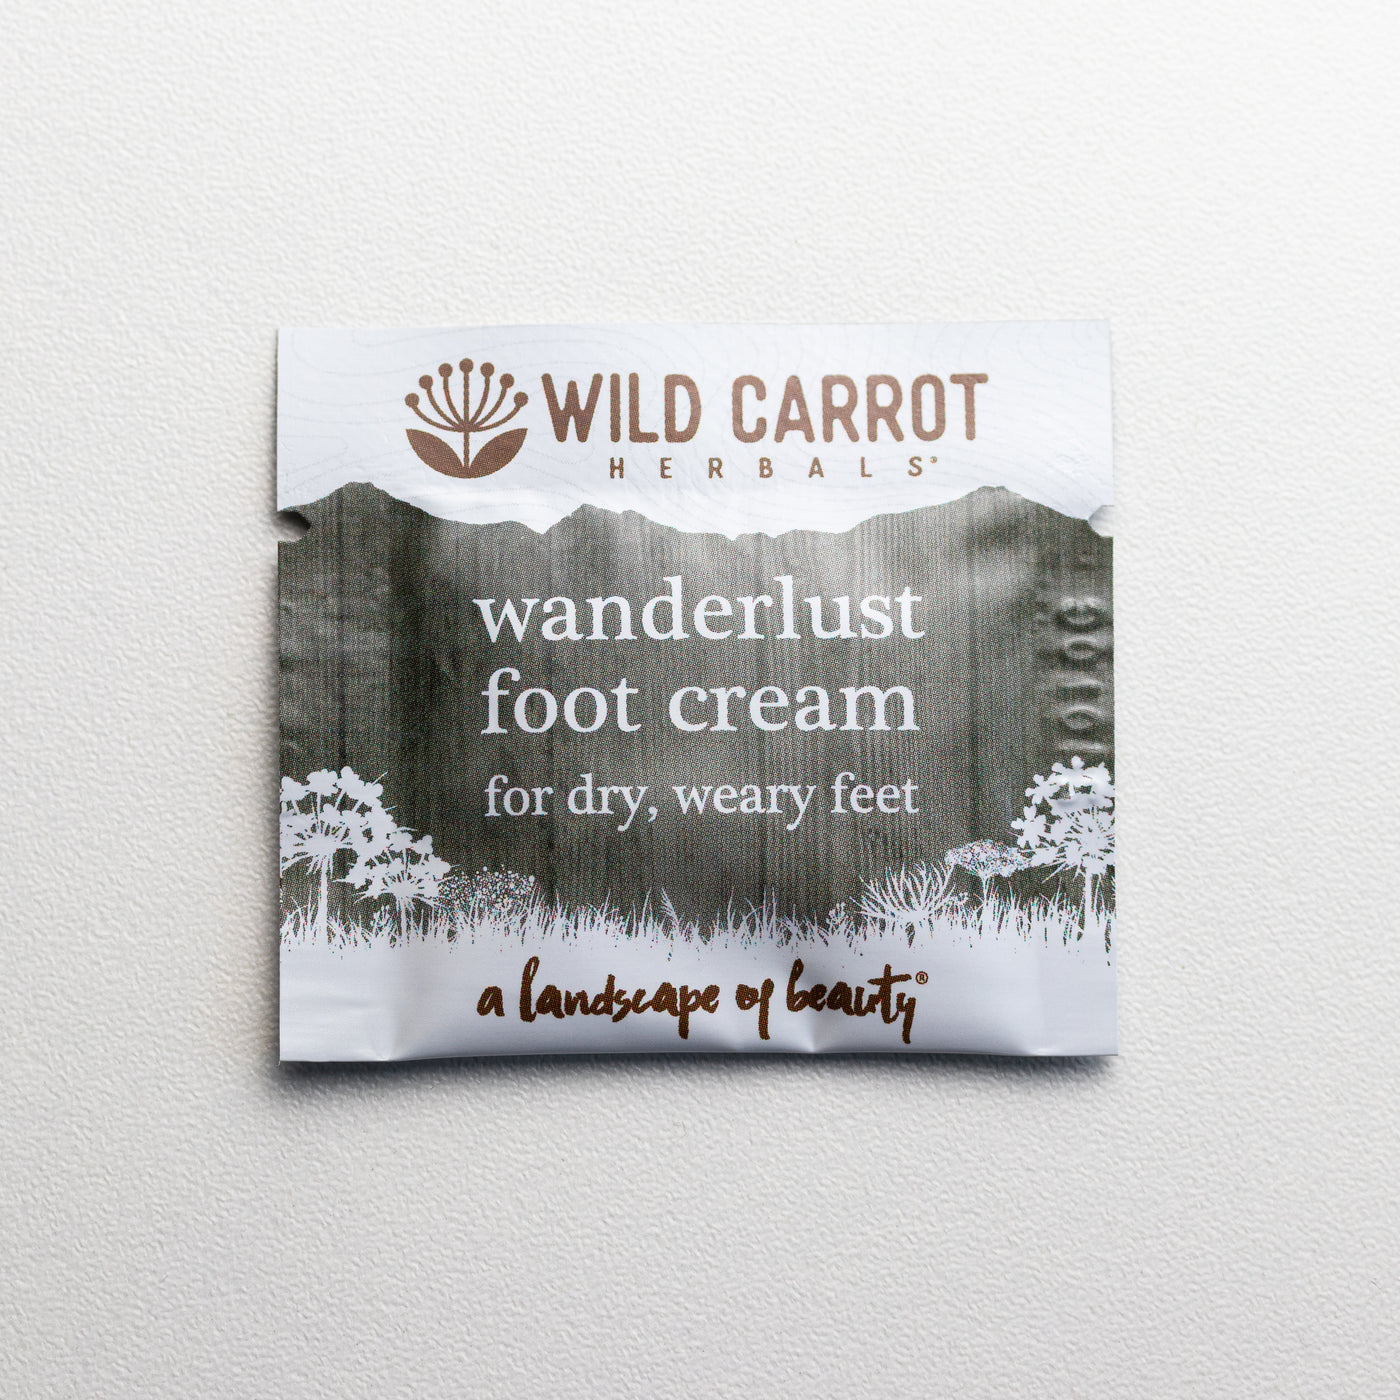 WILD CARROT
HERBALS®
wanderlust
foot cream
for dry, weary feet
a landscape of beauty®